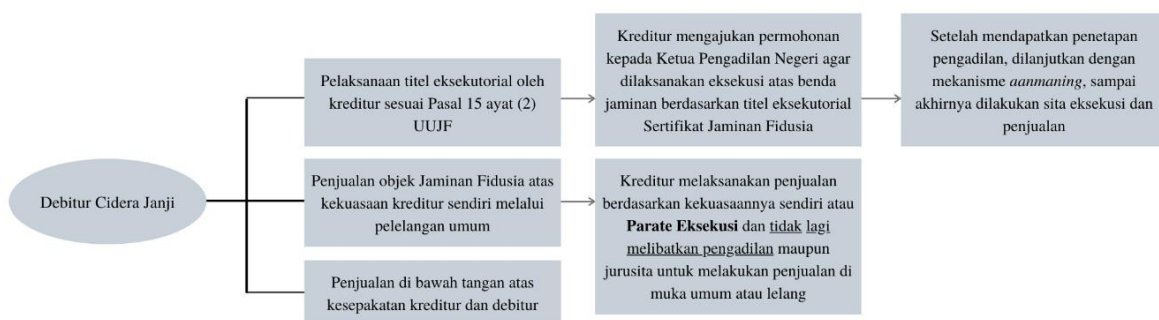 Debitur Cidera Janji
Pelaksanaan titel eksekutorial oleh
kreditur sesuai Pasal 15 ayat (2)
UUJF
Kreditur mengajukan permohonan
kepada Ketua Pengadilan Negeri agar
dilaksanakan eksekusi atas benda
jaminan berdasarkan titel eksekutorial
Sertifikat Jaminan Fidusia
Setelah mendapatkan penetapan
pengadilan, dilanjutkan dengan
mekanisme aanmaning, sampai
akhirnya dilakukan sita eksekusi dan
penjualan
Penjualan objek Jaminan Fidusia atas
kekuasaan kreditur sendiri melalui
pelelangan umum
Kreditur melaksanakan penjualan
berdasarkan kekuasaannya sendiri atau
Parate Eksekusi dan tidak lagi
melibatkan pengadilan maupun
jurusita untuk melakukan penjualan di
muka umum atau lelang
Penjualan di bawah tangan atas
kesepakatan kreditur dan debitur